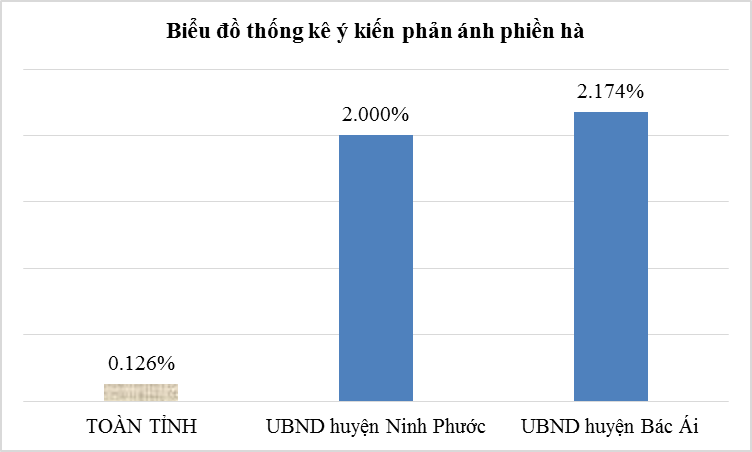 Biểu đồ thống kê ý kiến phản ánh phiền hà
2.174%
2.000%
0.126%
TOÀN TỈNH
UBND huyện Ninh Phước
UBND huyện Bác Ái